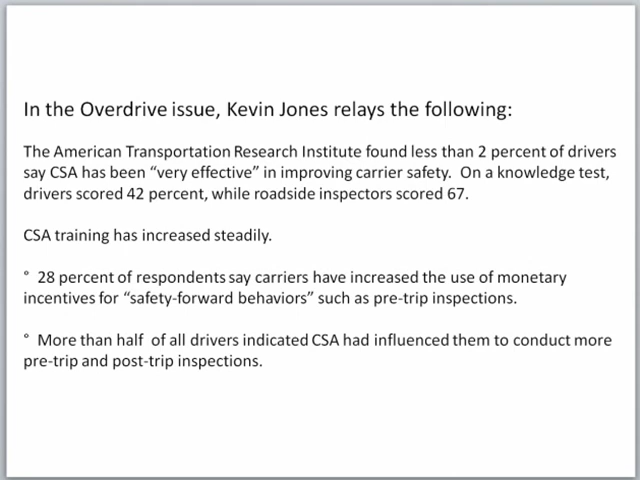 In the Overdrive issue, Kevin Jones relays the following:
The American Transportation Research Institute found less than 2 percent of drivers
say CSA has been “very effective” in improving carrier safety.  On a knowledge test,
drivers scored 42 percent, while roadside inspectors scored 67.
CSA training has increased steadily.
°  28 percent of respondents say carriers have increased the use of monetary
incentives for “safety-forward behaviors” such as pre-trip inspections.
°  More than half  of all drivers indicated CSA had influenced them to conduct more
pre-trip and post-trip inspections.